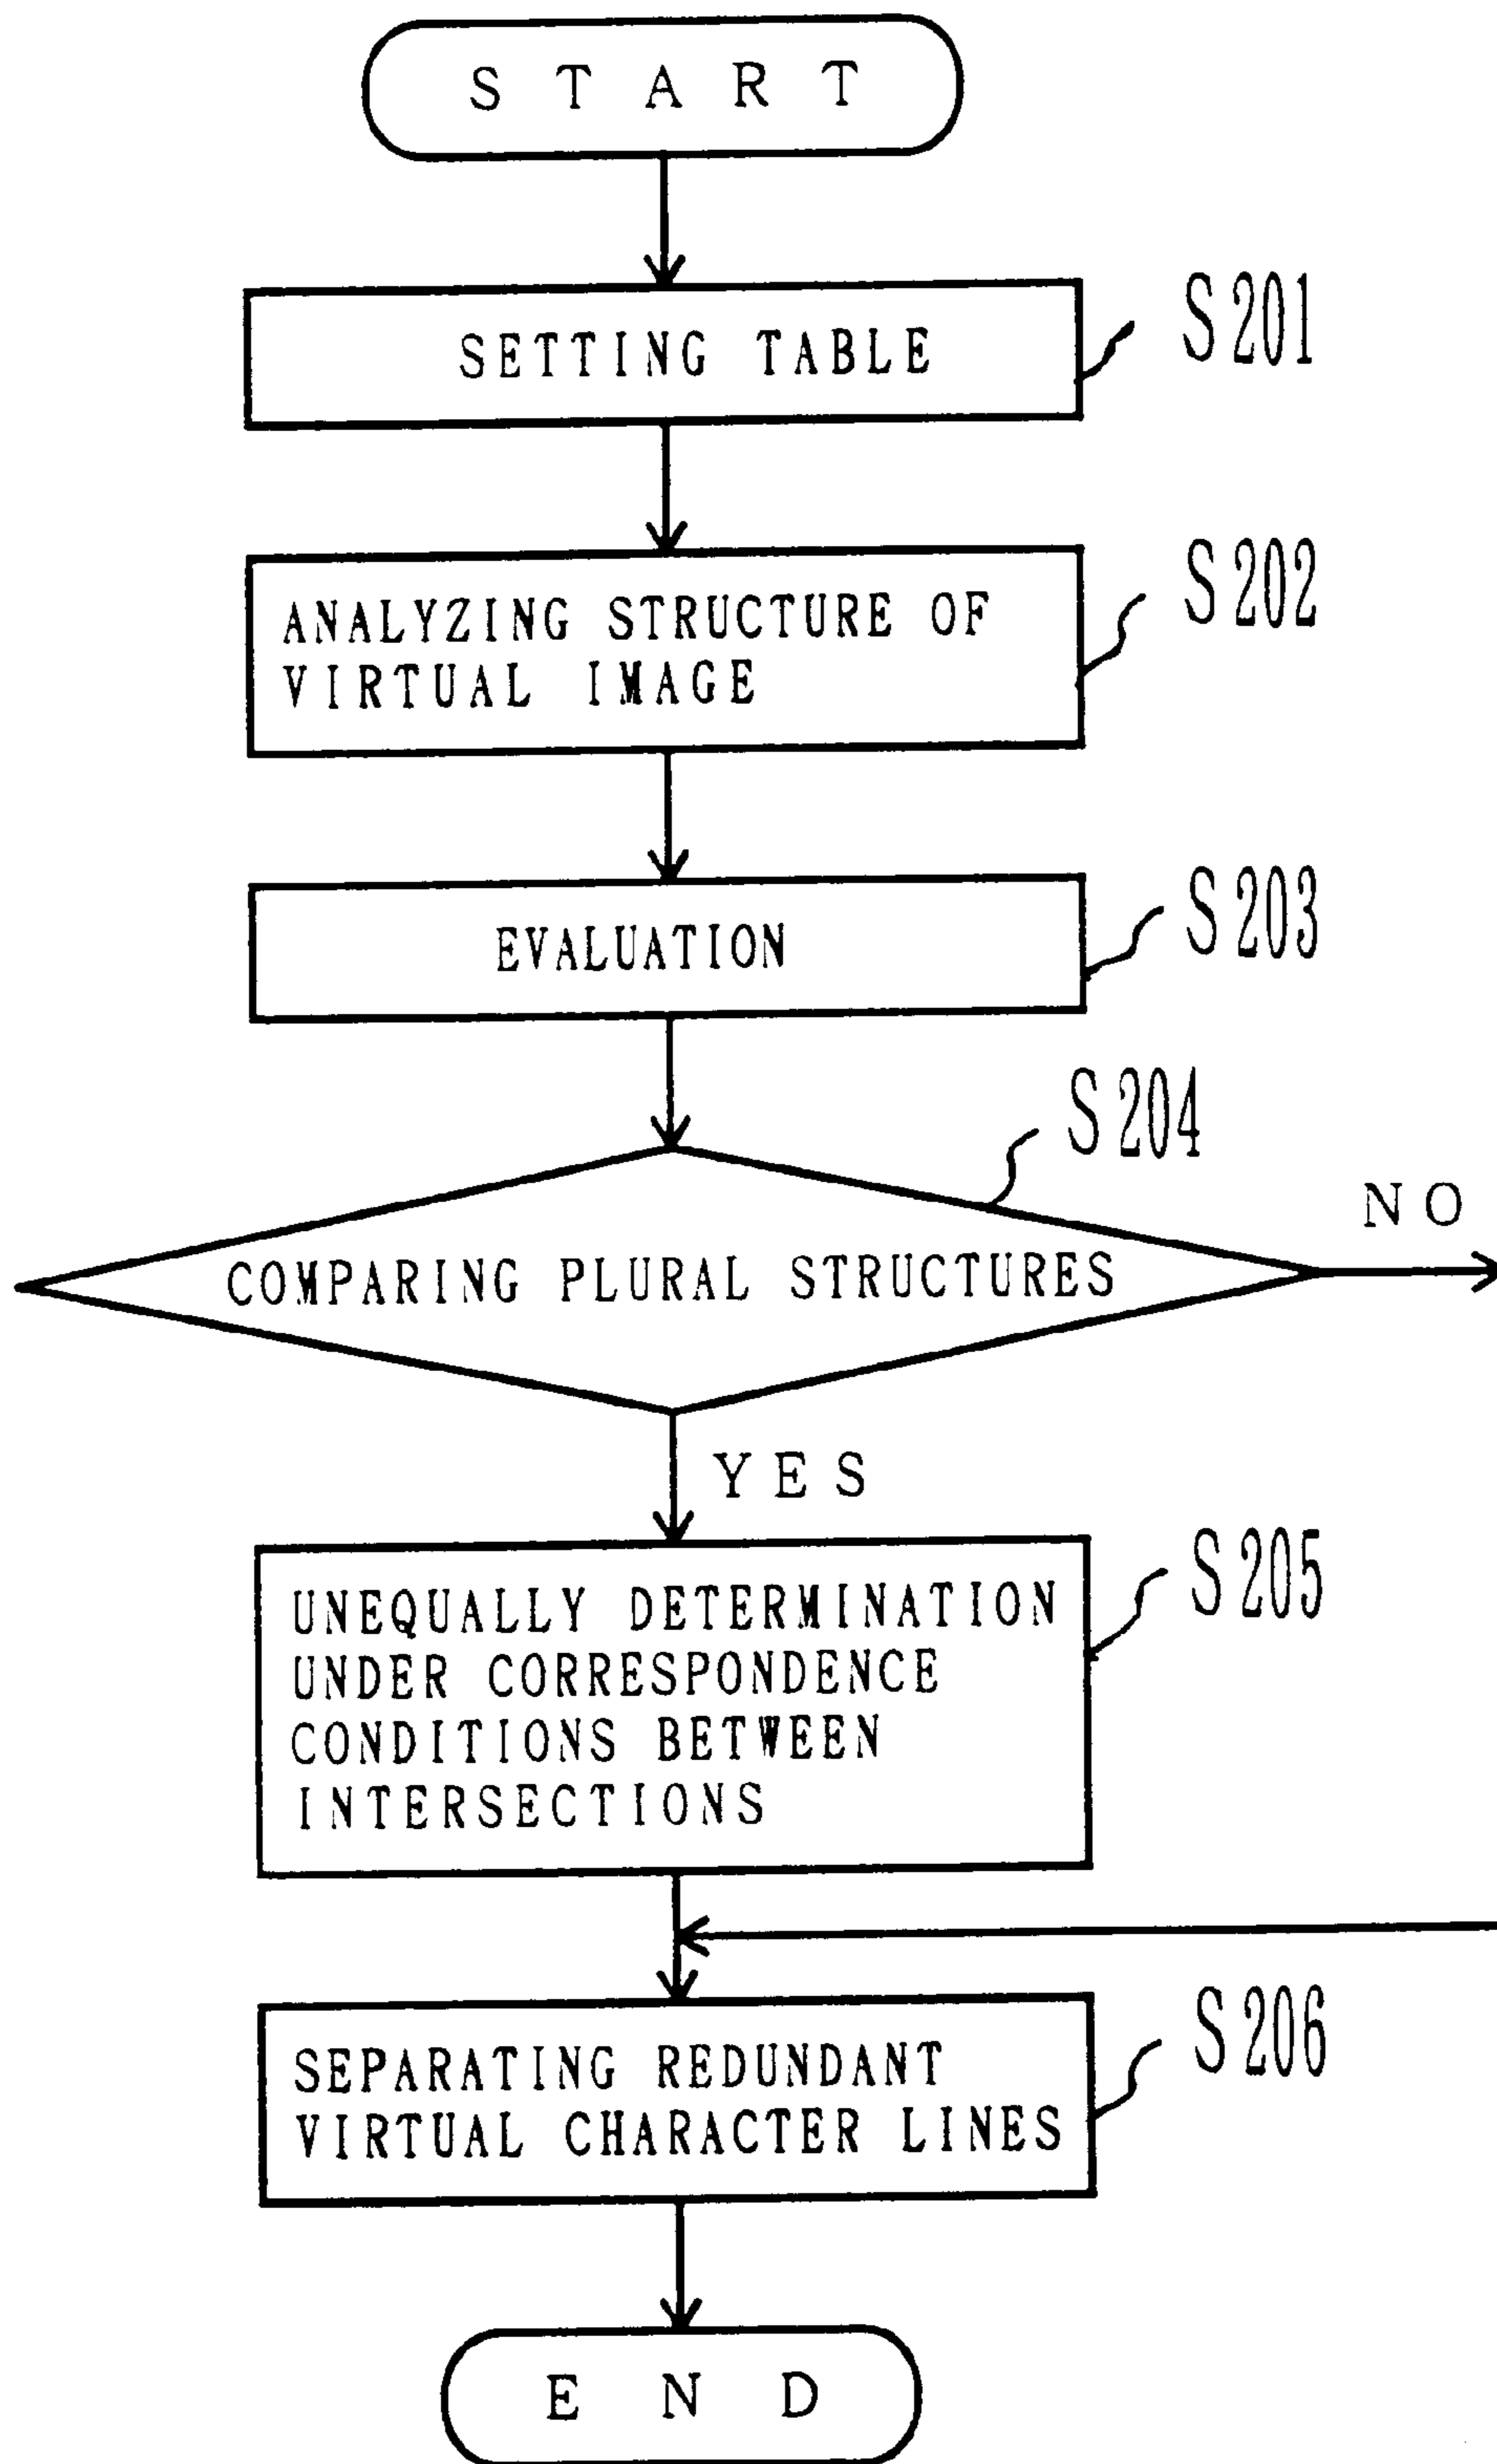 START
SETTING TABLE
S201
ANALYZING STRUCTURE OF
VIRTUAL IMAGE
S202
EVALUATION
S203
S204
COMPARING PLURAL STRUCTURES
NO
YES
UNEQUALLY DETERMINATION
UNDER CORRESPONDENCE
CONDITIONS BETWEEN
INTERSECTIONS
S205
SEPARATING REDUNDANT
VIRTUAL CHARACTER LINES
S206
END